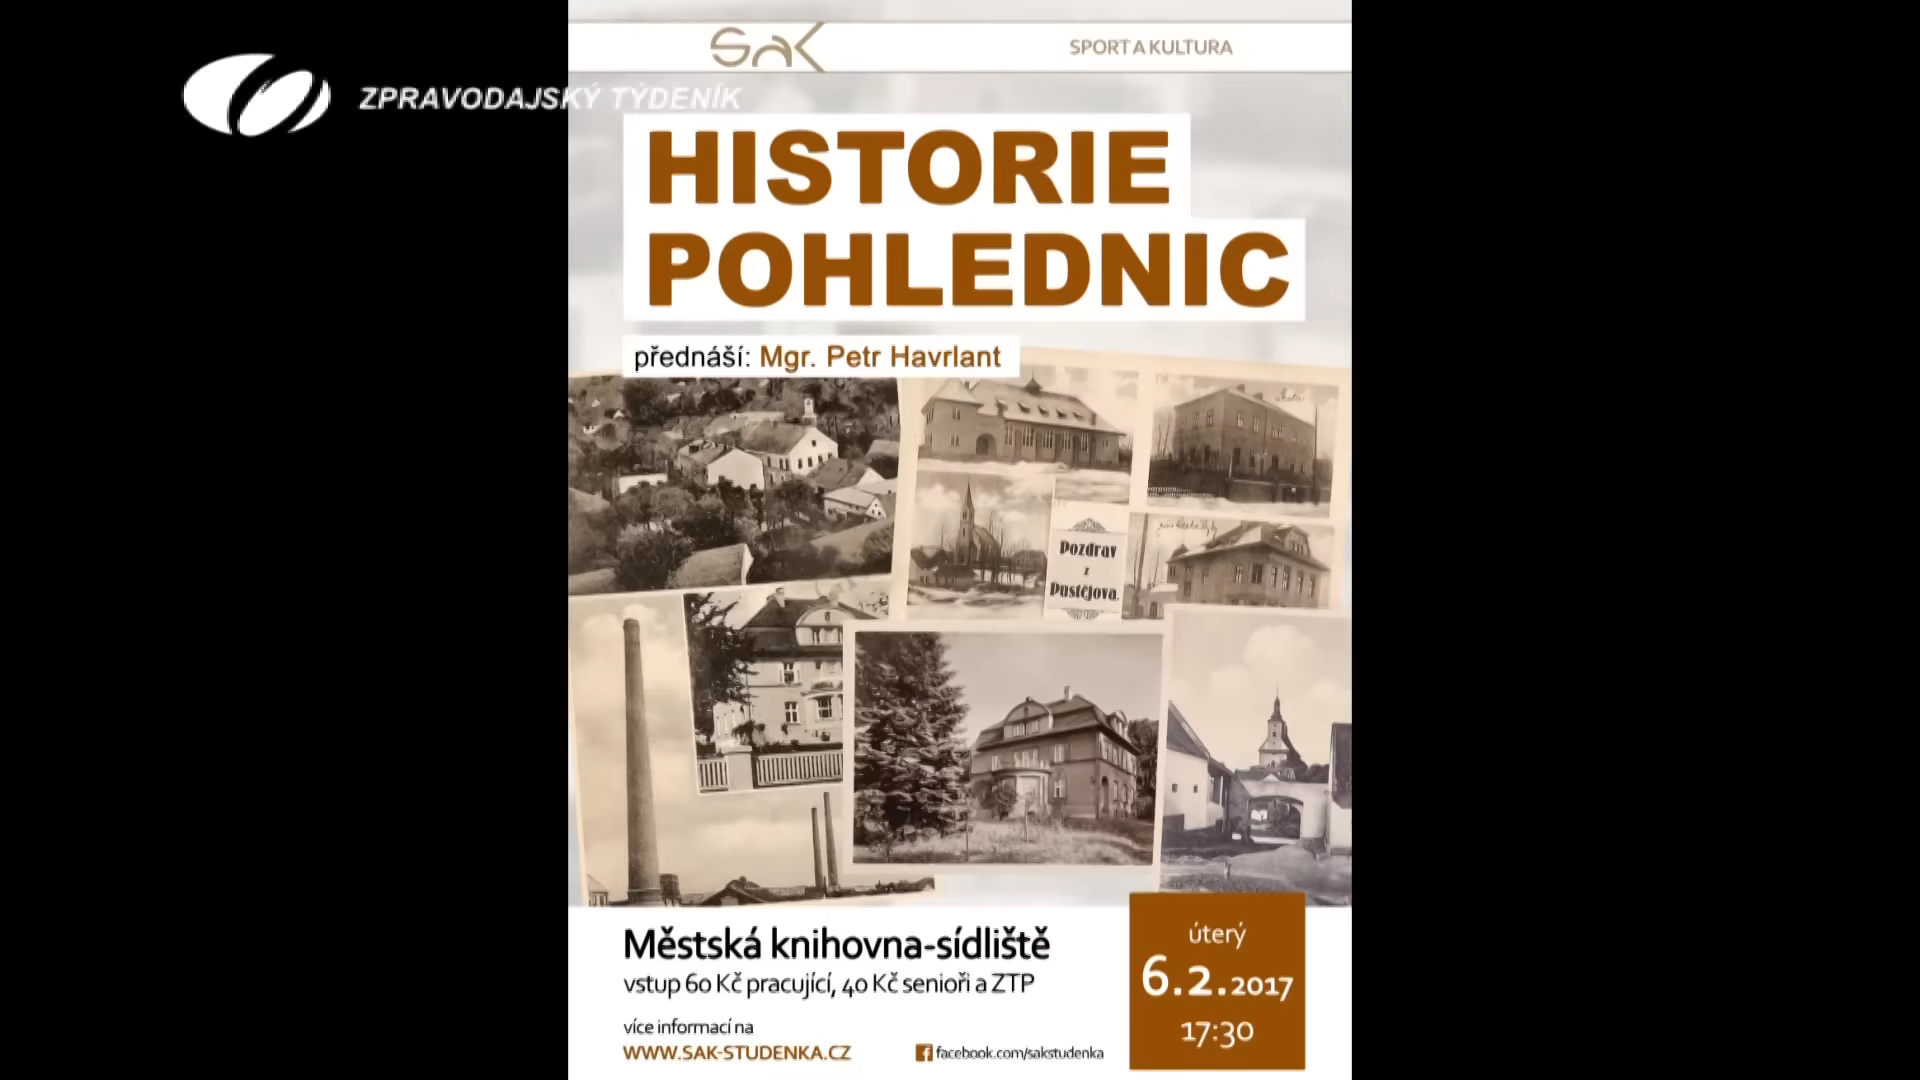 SaK
SPORT A KULTURA
ZPRAVODAJSKÝ TÝDENÍK
HISTORIE
POHLEDNIC
přednáší: Mgr. Petr Havrlant
škola
Pozdrav
z
Pustějova.
Městská knihovna-sídliště
vstup 60 Kč pracující, 40 Kč senioři a ZTP
více informací na
WWW.SAK-STUDENKA.CZ
facebook.com/sakstudenka
úterý
6.2.2017
17:30